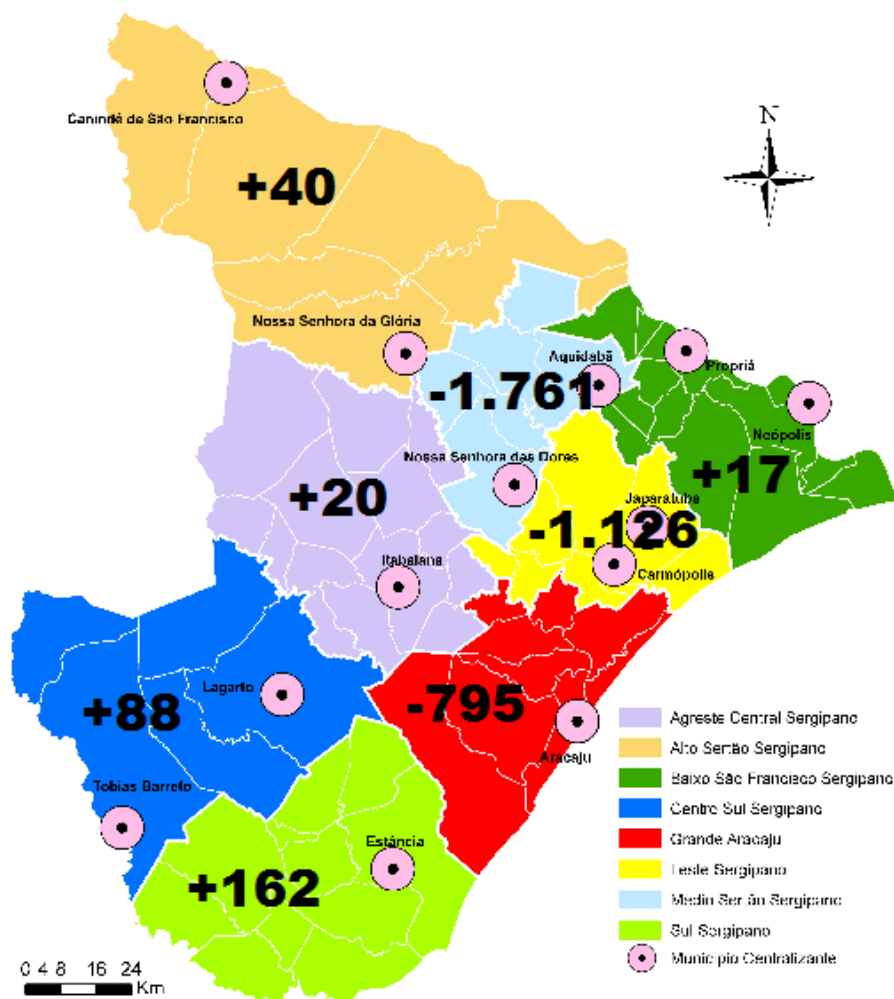 Canindé de São Francisco
N
+40
Nossa Senhora da Glória
Aquidabã
Propriá
-1.761
Neópolis
Nossa Senhora das Dores
+17
+20
Japaratuba
-1.126
Itabaiana
Carmópolis
Lagarto
+88
-795
Aracaju
Tobias Barreto
Estância
+162
Agreste Central Sergipano
Alto Sertão Sergipano
Baixo São Francisco Sergipano
Centro Sul Sergipano
Grande Aracaju
Leste Sergipano
Médio Sertão Sergipano
Sul Sergipano
Município Centralizante
0 4 8 16 24
Km